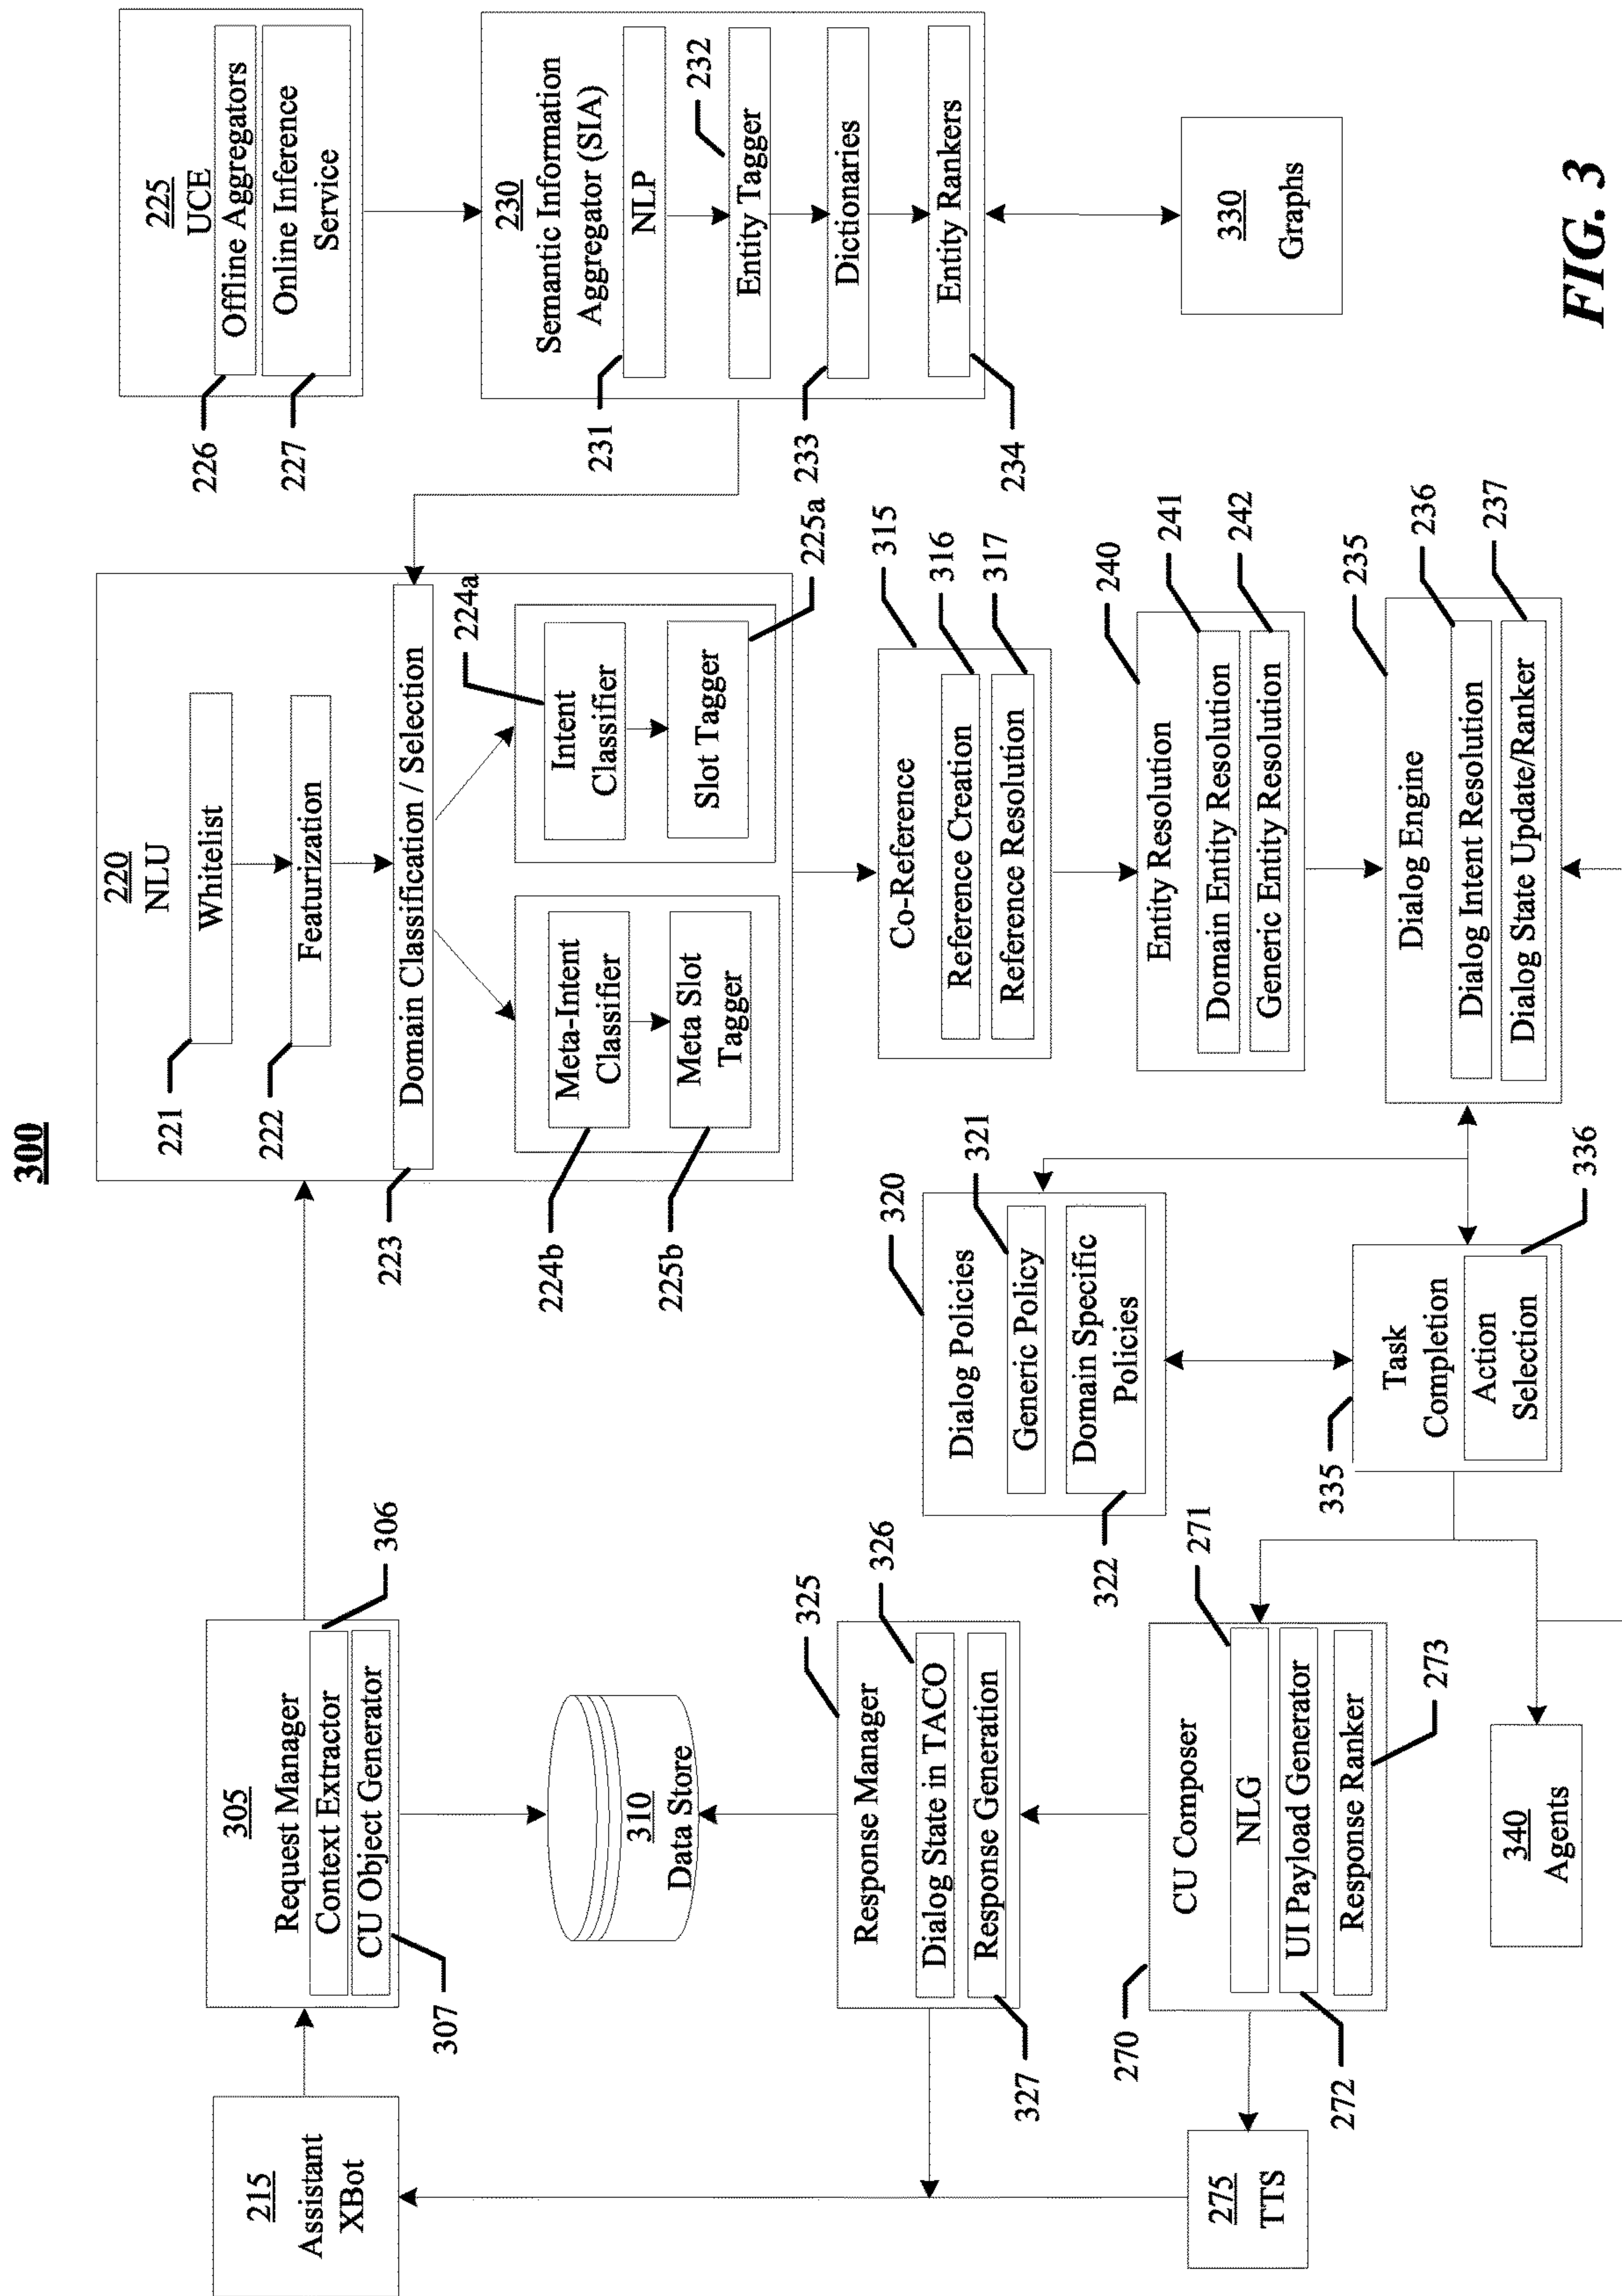 300
215
Assistant
XBot
305
Request Manager
Context Extractor
CU Object Generator
306
307
310
Data Store
220
NLU
221
Whitelist
222
Featurization
223
Domain Classification / Selection
224b
Meta-Intent
Classifier
225b
Meta Slot
Tagger
224a
Intent
Classifier
225a
Slot Tagger
225
UCE
Offline Aggregators
Online Inference
Service
226
227
230
Semantic Information
Aggregator (SIA)
231
NLP
232
Entity Tagger
233
Dictionaries
234
Entity Rankers
330
Graphs
315
Co-Reference
316
Reference Creation
317
Reference Resolution
240
Entity Resolution
241
Domain Entity Resolution
242
Generic Entity Resolution
235
Dialog Engine
236
Dialog Intent Resolution
237
Dialog State Update/Ranker
320
Dialog Policies
321
Generic Policy
322
Domain Specific
Policies
335
Task
Completion
336
Action
Selection
325
Response Manager
326
Dialog State in TACO
327
Response Generation
270
CU Composer
271
NLG
272
UI Payload Generator
273
Response Ranker
275
TTS
340
Agents
FIG. 3